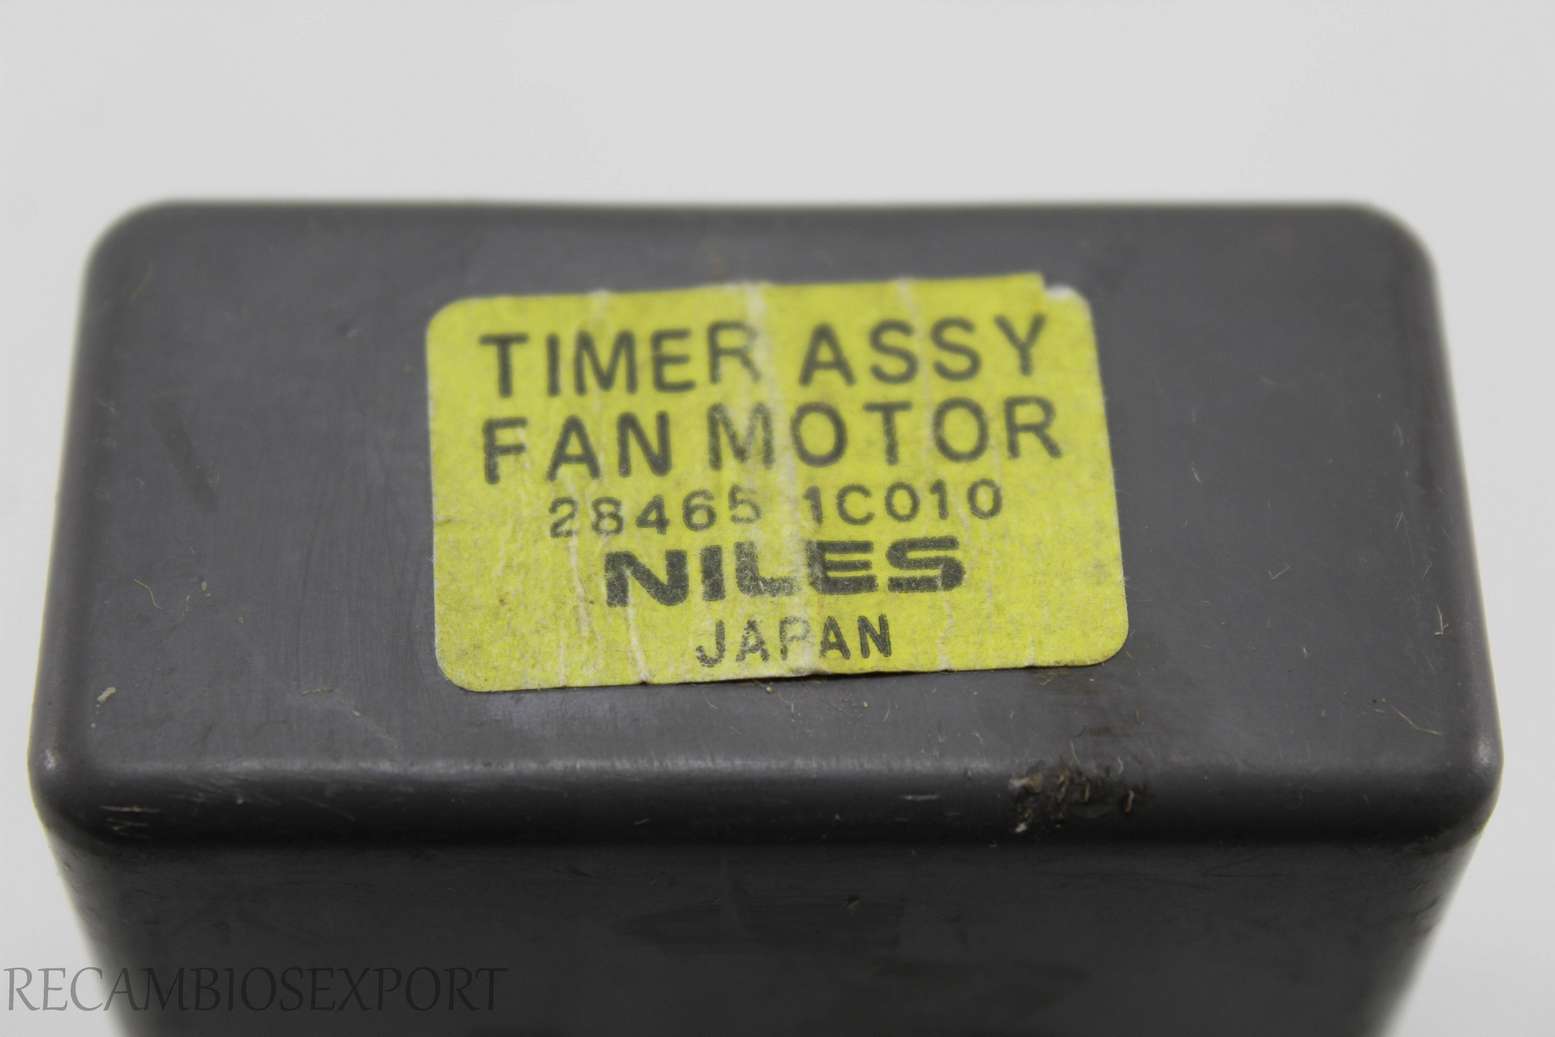 TIMER ASSY
FAN MOTOR
28465 1C010
NILES
JAPAN
RECAMBIOSEXPORT